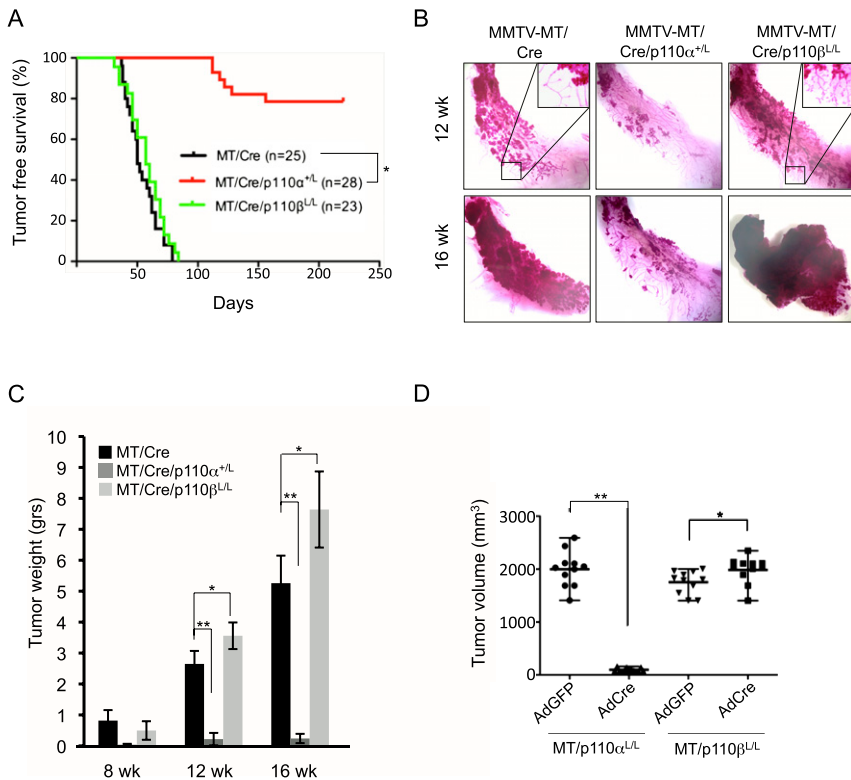 A
Tumor free survival (%)
100
80
60
40
20
0
50
100
150
200
250
Days
MT/Cre (n=25)
MT/Cre/p110α+/L (n=28)
MT/Cre/p110βL/L (n=23)
*
B
MMTV-MT/
Cre
MMTV-MT/
Cre/p110α+/L
MMTV-MT/
Cre/p110βL/L
12 wk
16 wk
C
Tumor weight (grs)
10
9
8
7
6
5
4
3
2
1
0
MT/Cre
MT/Cre/p110α+/L
MT/Cre/p110βL/L
*
**
*
**
8 wk
12 wk
16 wk
D
Tumor volume (mm3)
3000
2000
1000
0
**
*
AdGFP
AdCre
AdGFP
AdCre
MT/p110αL/L
MT/p110βL/L